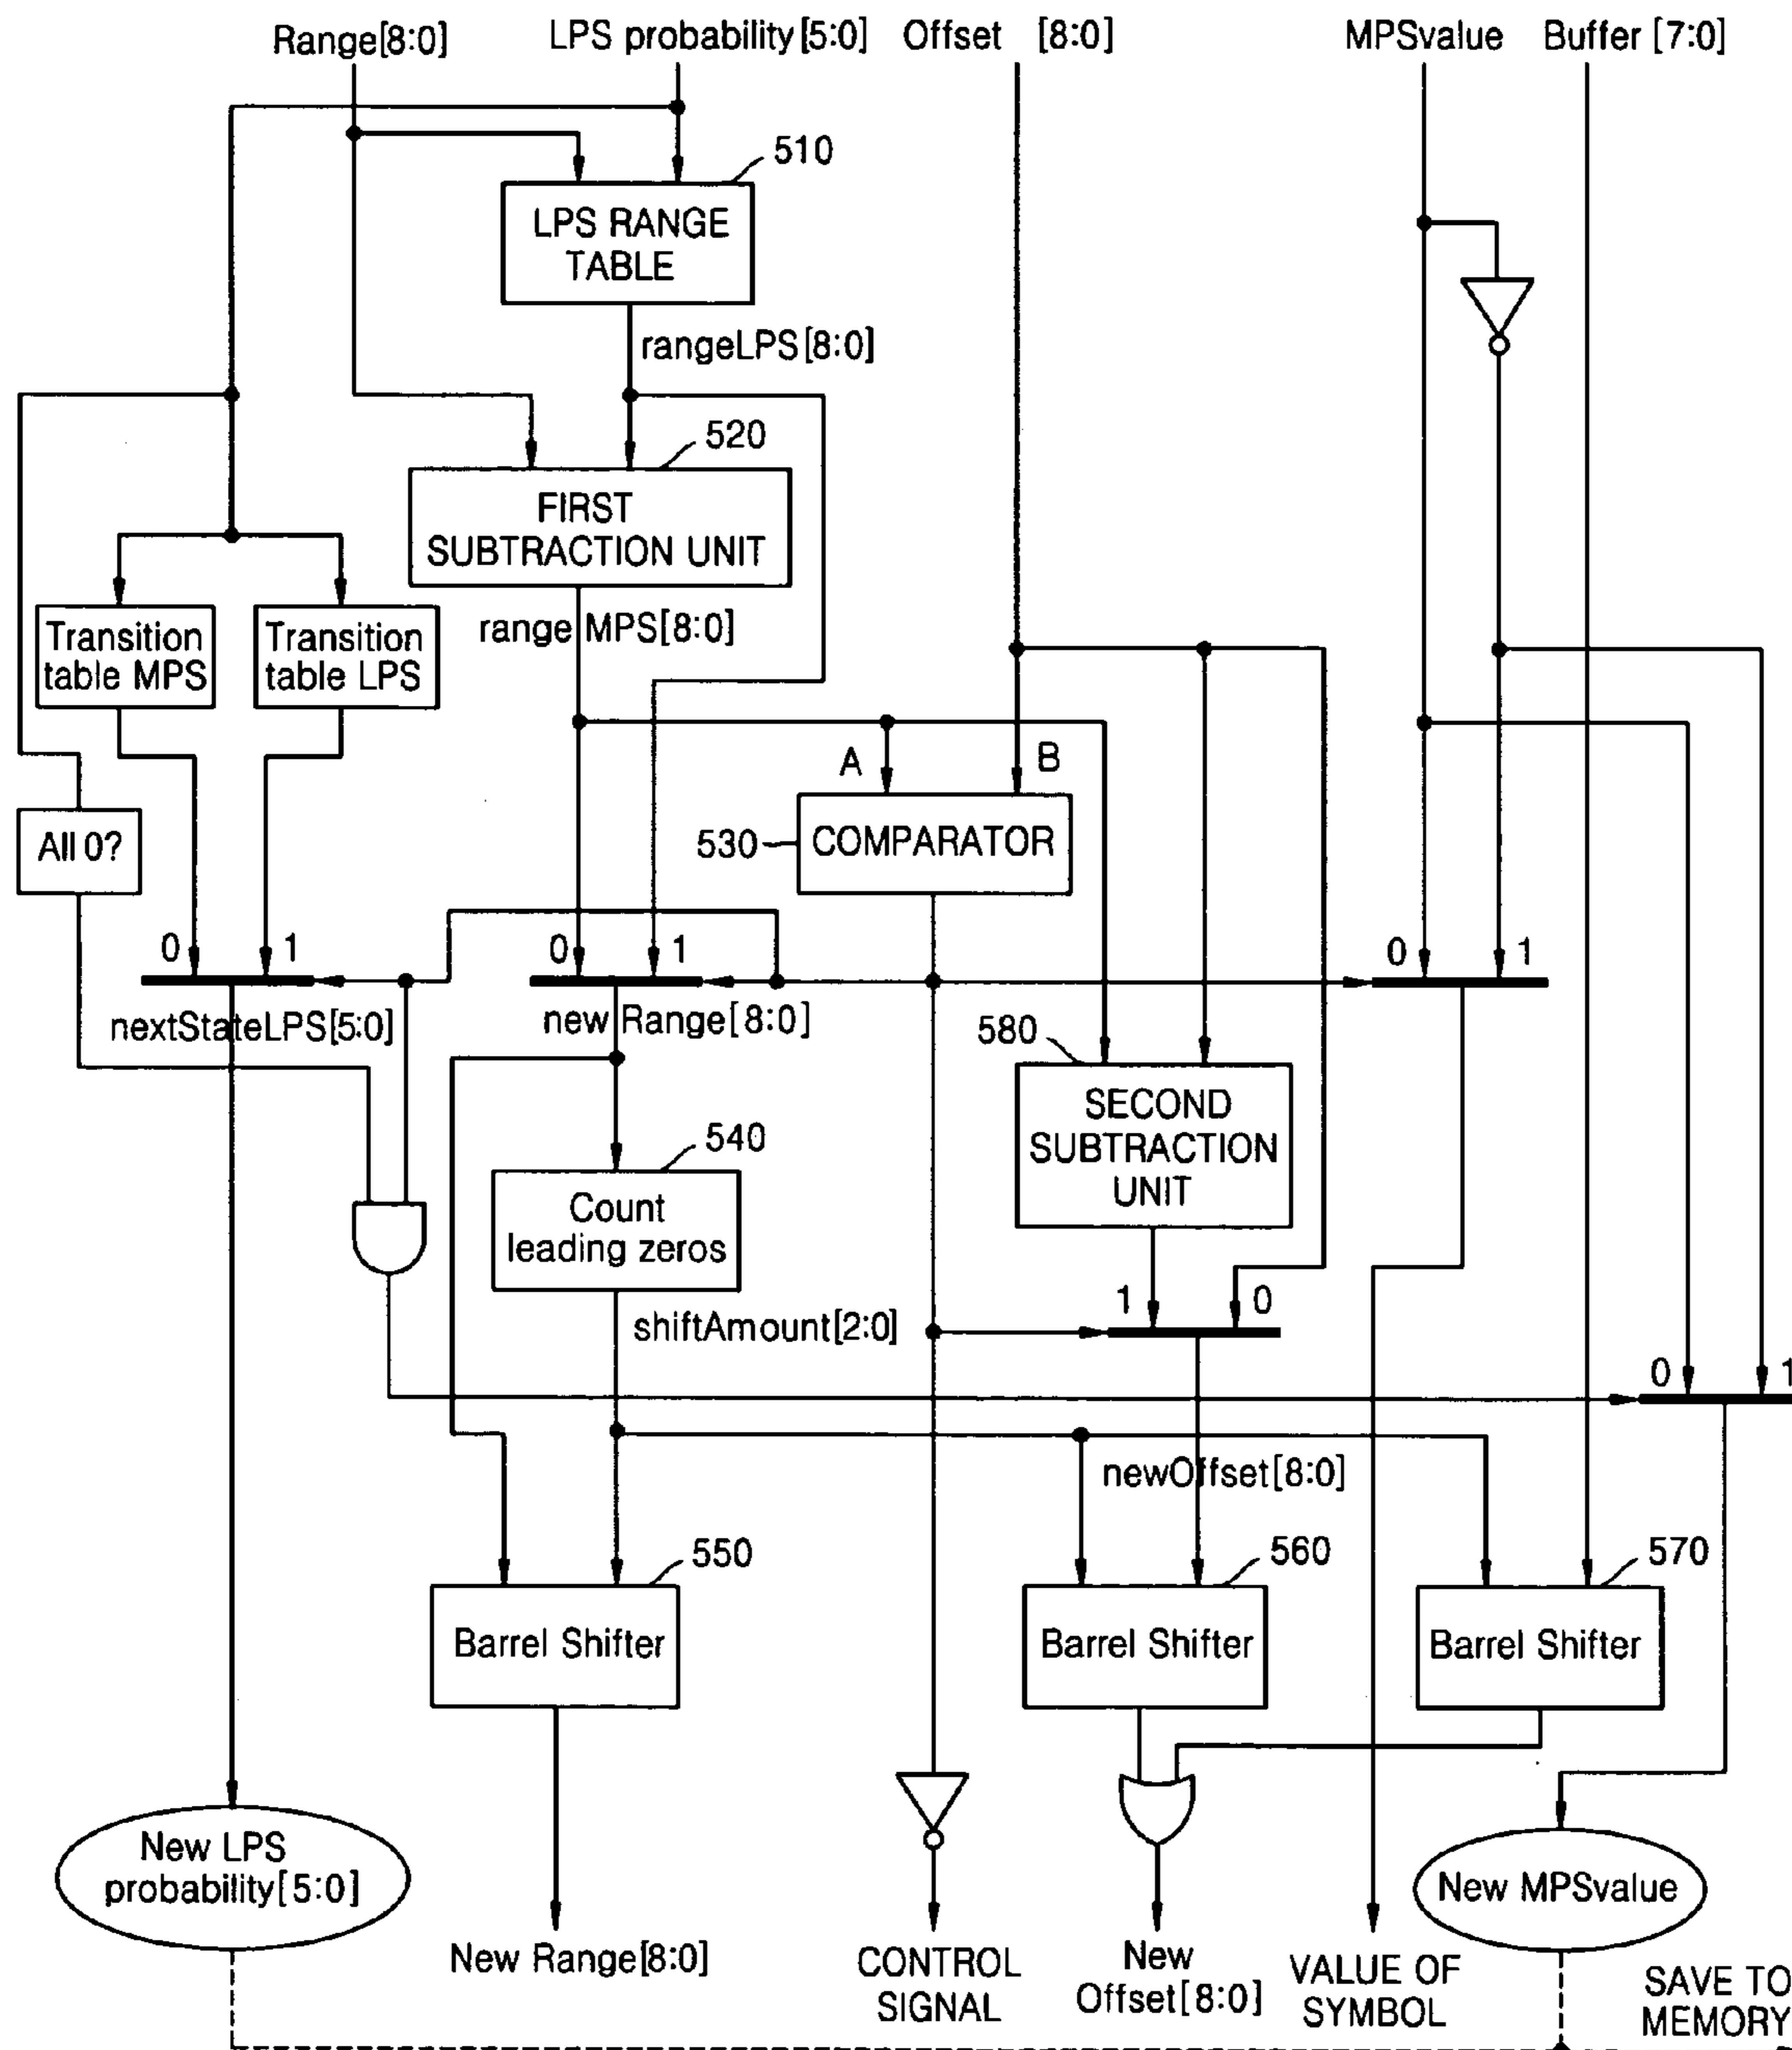 Range[8:0]
LPS probability[5:0]
Offset [8:0]
MPSvalue
Buffer [7:0]
510
LPS RANGE
TABLE
rangeLPS[8:0]
520
FIRST
SUBTRACTION UNIT
range MPS[8:0]
Transition
table MPS
Transition
table LPS
A
B
All 0?
530
COMPARATOR
0
1
0
1
0
1
nextStateLPS[5:0]
new Range[8:0]
580
SECOND
SUBTRACTION
UNIT
540
Count
leading zeros
shiftAmount[2:0]
1
0
0
1
newOffset[8:0]
550
560
570
Barrel Shifter
Barrel Shifter
Barrel Shifter
New LPS
probability[5:0]
New MPSvalue
New Range[8:0]
CONTROL
SIGNAL
New
Offset[8:0]
VALUE OF
SYMBOL
SAVE TO
MEMORY